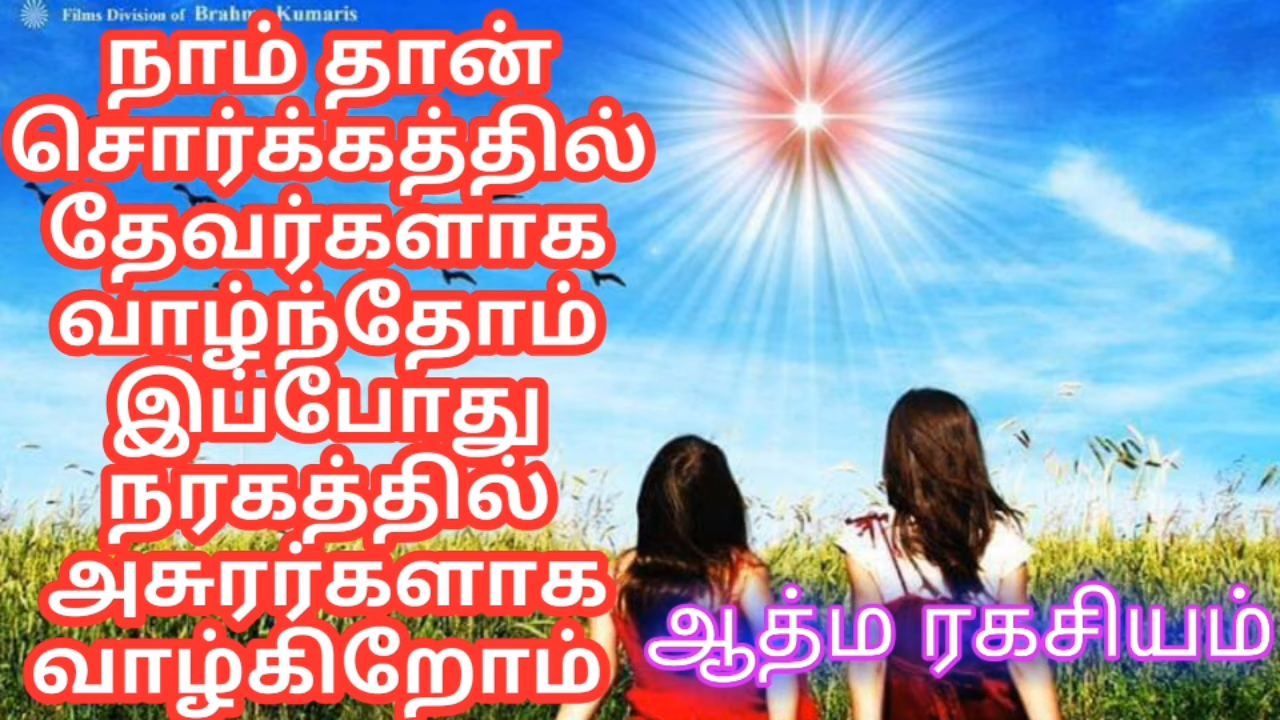 Films Division of Brahma Kumaris
நாம் தான்
சொர்க்கத்தில்
தேவர்களாக
வாழ்ந்தோம்
இப்போது
நரகத்தில்
அசுரர்களாக
வாழ்கிறோம்
ஆத்ம ரகசியம்